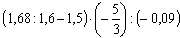 (1,68 : 1,6 − 1,5) · (−5/3) : (− 0,09)